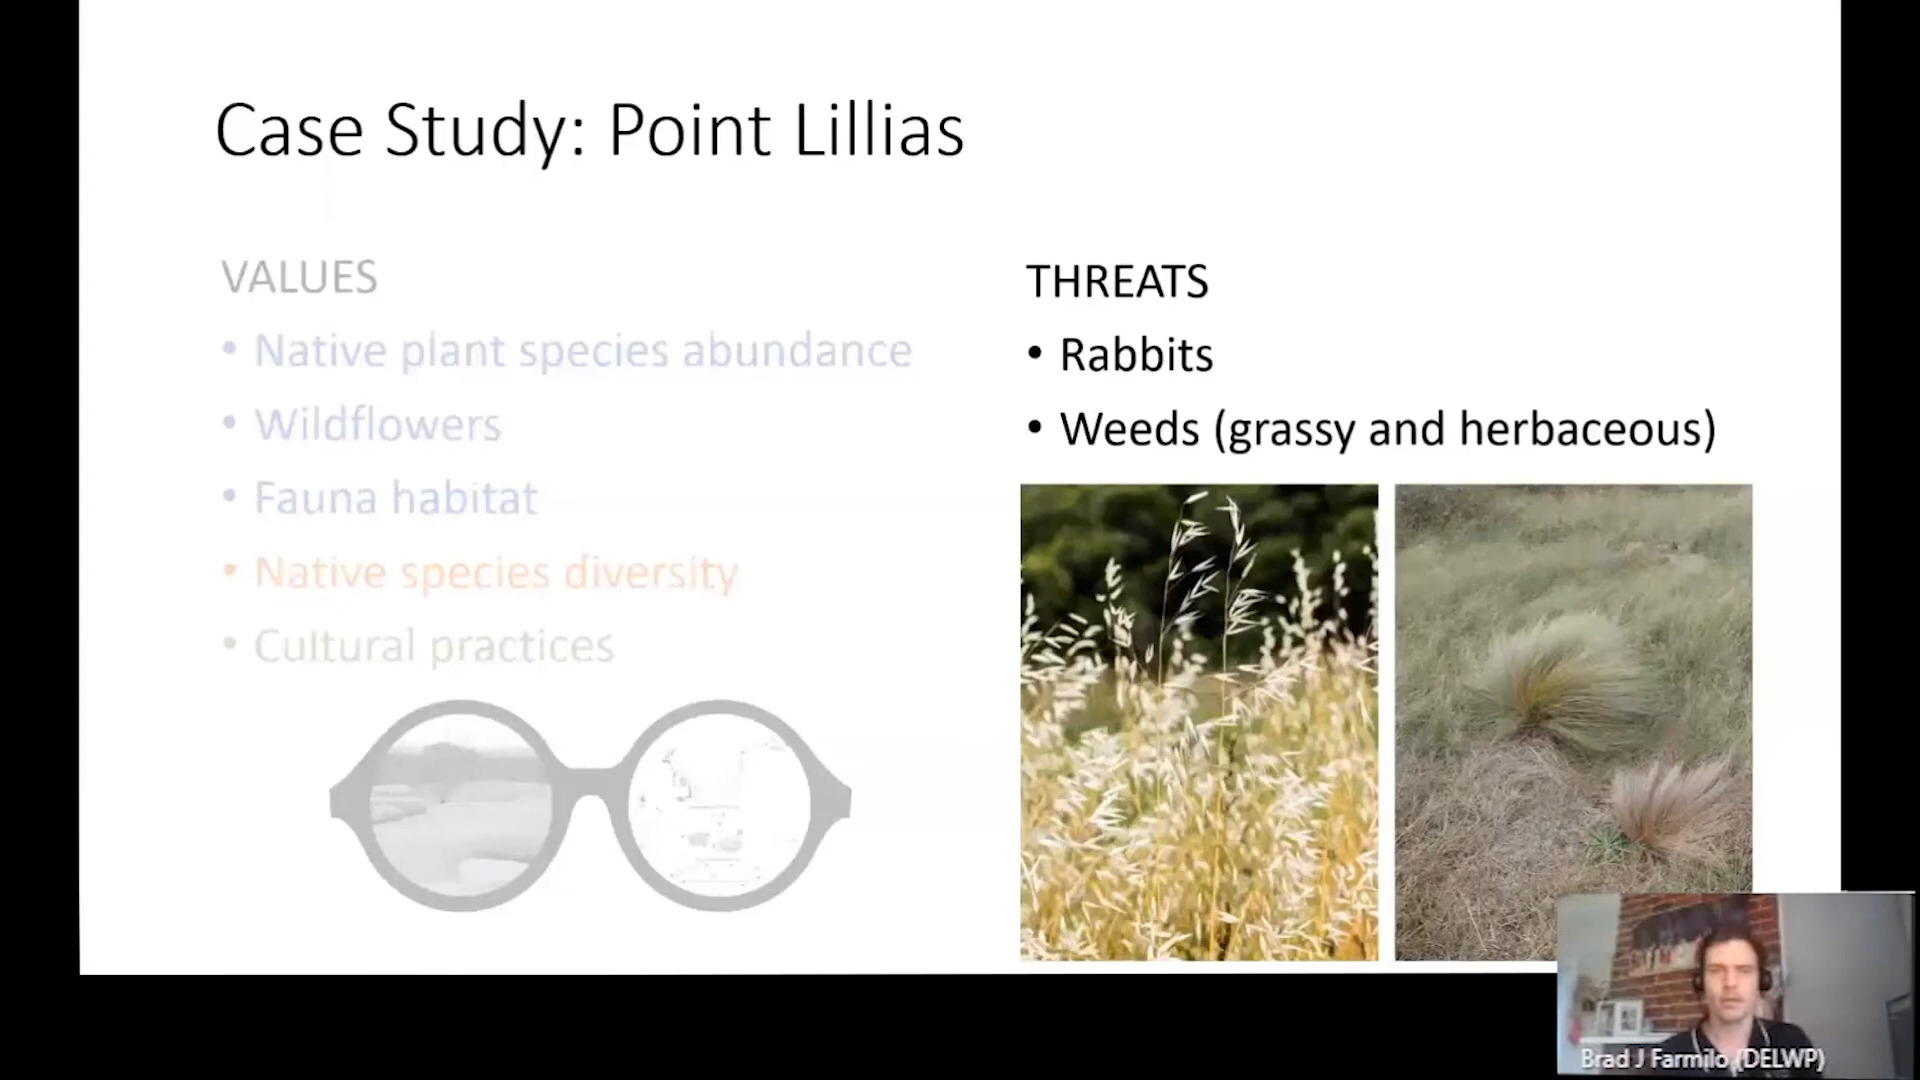 Case Study: Point Lillias
VALUES
• Native plant species abundance
• Wildflowers
• Fauna habitat
• Native species diversity
• Cultural practices
THREATS
• Rabbits
• Weeds (grassy and herbaceous)
Brad J Farmilo (DELWP)